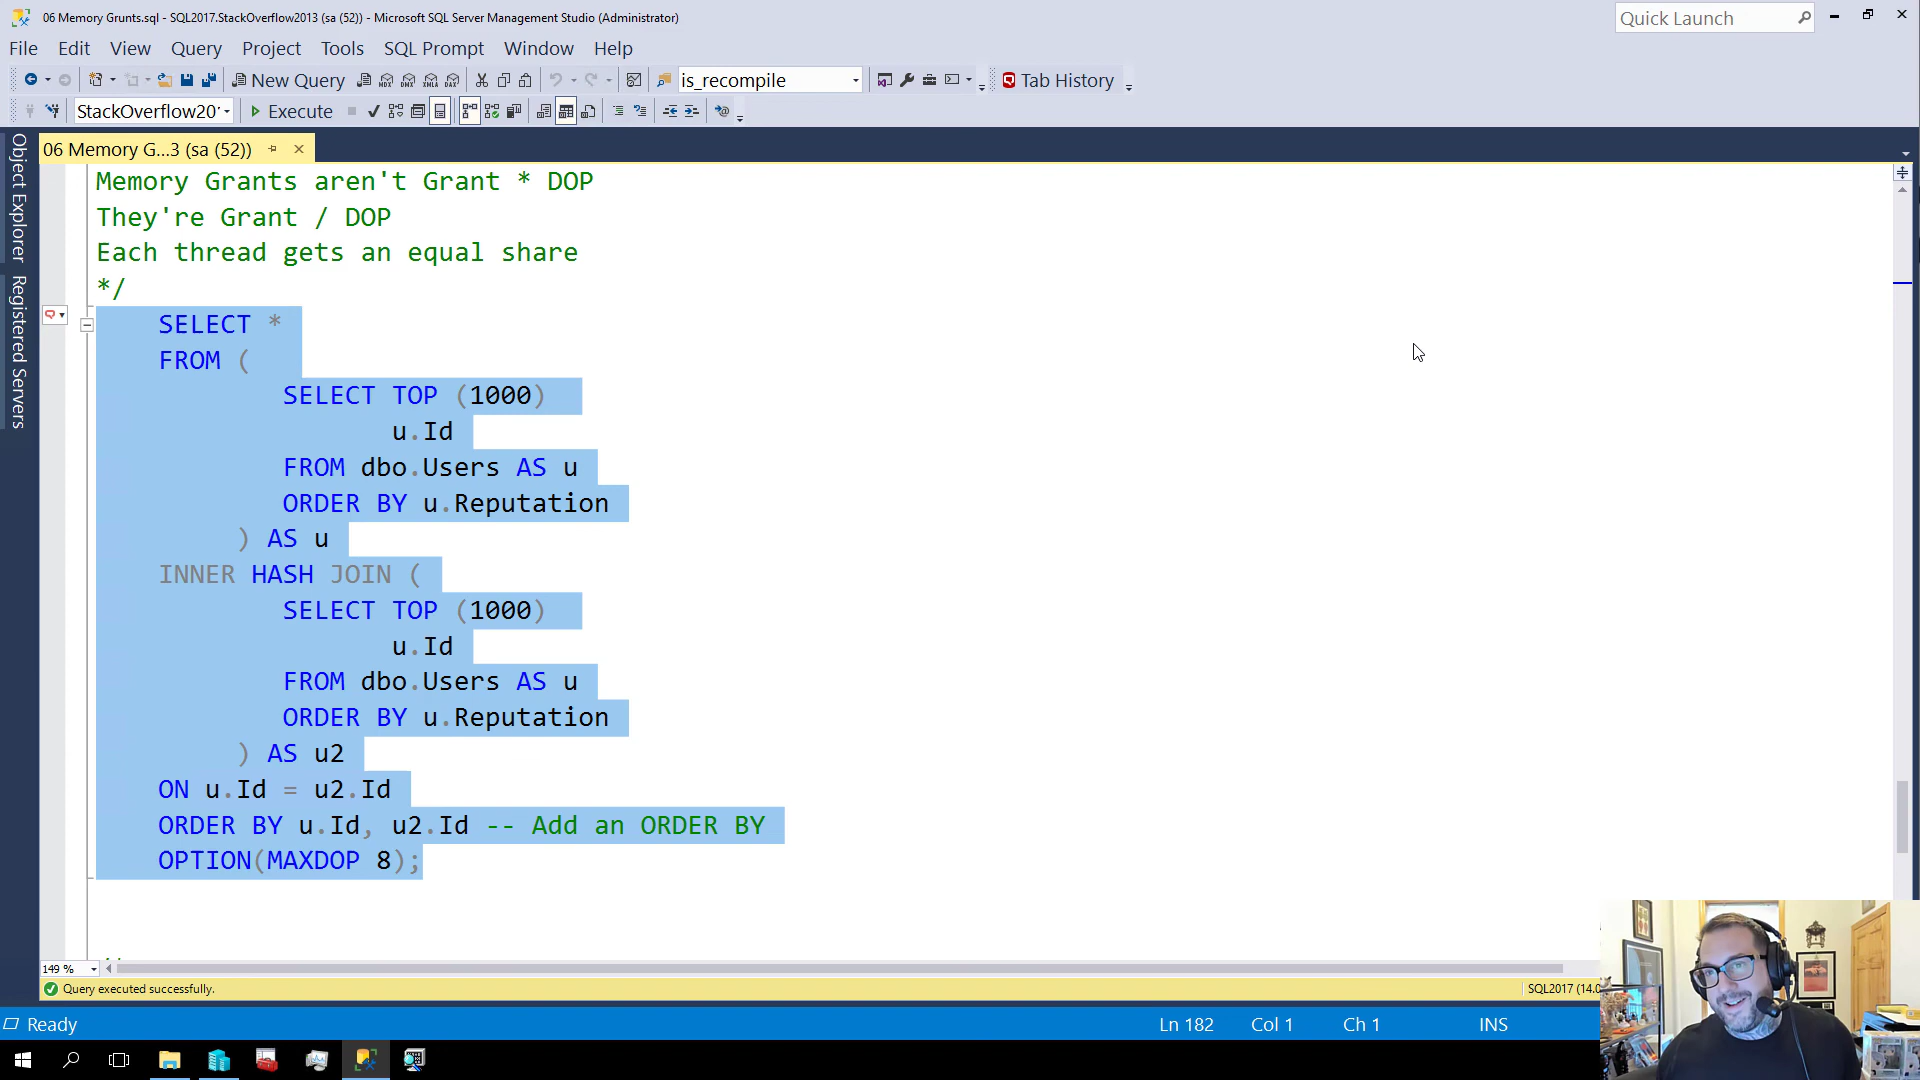 06 Memory Grunts.sql - SQL2017.StackOverflow2013 (sa (52)) - Microsoft SQL Server Management Studio (Administrator)
Quick Launch
File Edit View Query Project Tools SQL Prompt Window Help
New Query
is_recompile
Tab History
StackOverflow20
Execute
06 Memory G...3 (sa (52))
Object Explorer
Registered Servers
Memory Grants aren't Grant * DOP
They're Grant / DOP
Each thread gets an equal share
*/
SELECT *
FROM (
SELECT TOP (1000)
u.Id
FROM dbo.Users AS u
ORDER BY u.Reputation
) AS u
INNER HASH JOIN (
SELECT TOP (1000)
u.Id
FROM dbo.Users AS u
ORDER BY u.Reputation
) AS u2
ON u.Id = u2.Id
ORDER BY u.Id, u2.Id -- Add an ORDER BY
OPTION(MAXDOP 8);
149 %
Query executed successfully.
SQL2017 (14.0
Ready
Ln 182 Col 1 Ch 1 INS